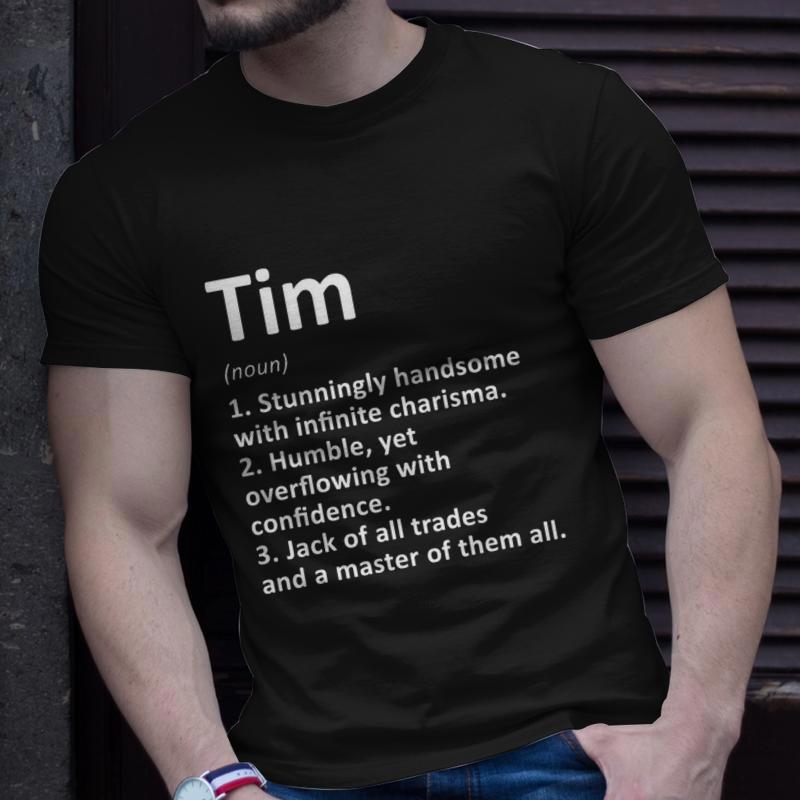 Tim
(noun)
1. Stunningly handsome
with infinite charisma.
2. Humble, yet
overflowing with
confidence.
3. Jack of all trades
and a master of them all.